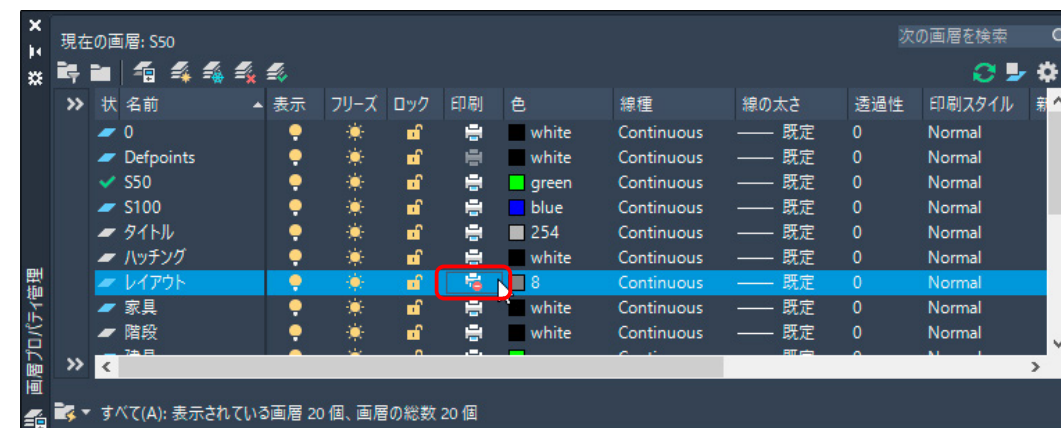 現在の画層: S50
次の画層を検索
状 名前 表示 フリーズ ロック 印刷 色 線種 線の太さ 透過性 印刷スタイル 新
0 white Continuous 既定 0 Normal
Defpoints white Continuous 既定 0 Normal
S50 green Continuous 既定 0 Normal
S100 blue Continuous 既定 0 Normal
タイトル 254 Continuous 既定 0 Normal
ハッチング white Continuous 既定 0 Normal
レイアウト 8 Continuous 既定 0 Normal
家具 white Continuous 既定 0 Normal
階段 white Continuous 既定 0 Normal
画層プロパティ管理
すべて(A): 表示されている画層 20 個、画層の総数 20 個